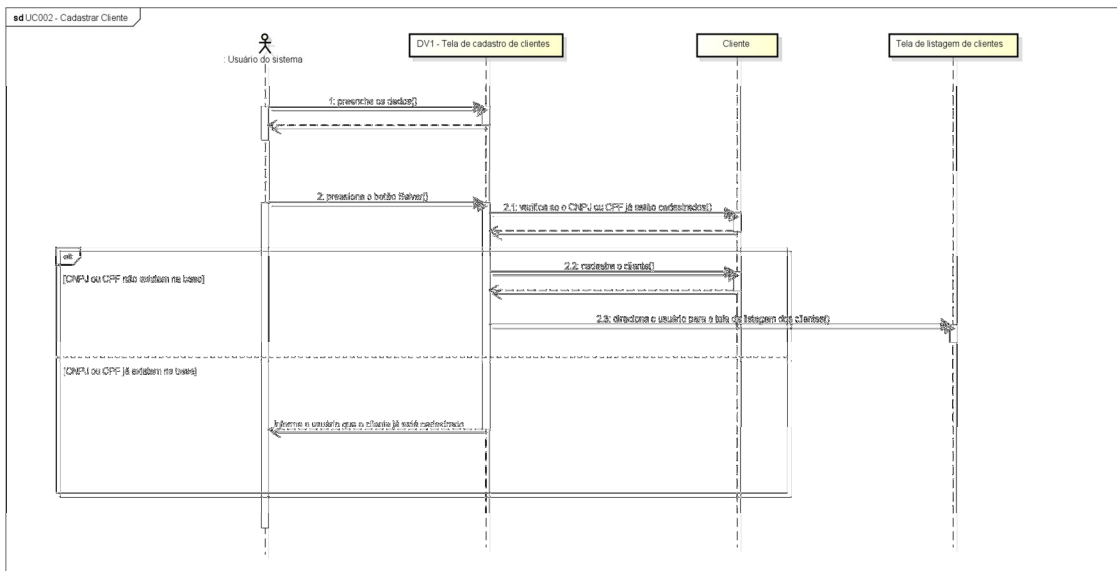 sd UC002 - Cadastrar Cliente
: Usuário do sistema
DV1 - Tela de cadastro de clientes
Cliente
Tela de listagem de clientes
1: preenche os dados()
2: pressiona o botão Salvar()
2.1: verifica se o CNPJ ou CPF já estão cadastrados()
alt
[CNPJ ou CPF não existem na base]
2.2: cadastra o cliente()
2.3: direciona o usuário para a tela de listagem dos clientes()
[CNPJ ou CPF já existem na base]
informa o usuário que o cliente já está cadastrado